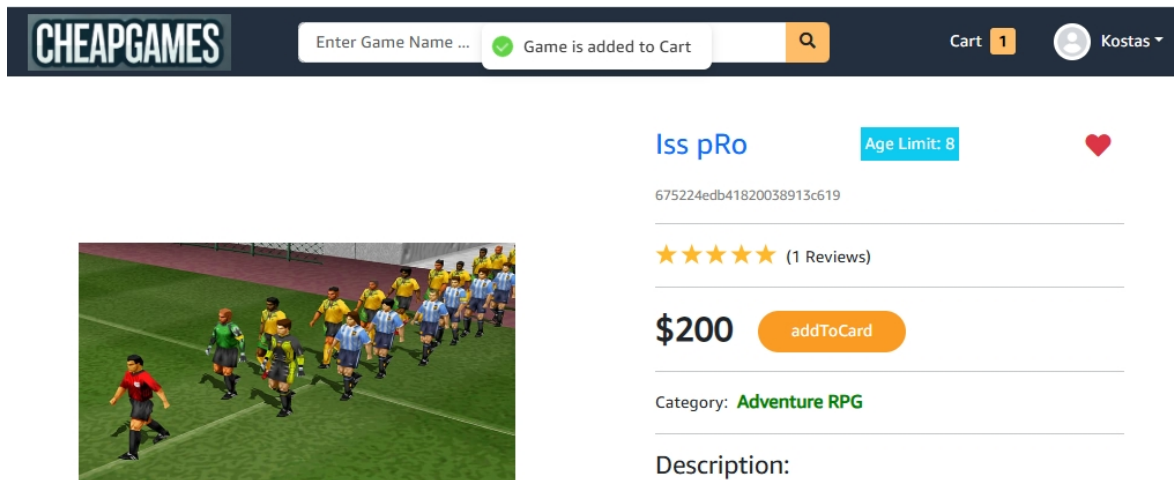 CHEAPGAMES
Enter Game Name ...
Game is added to Cart
Cart 1
Kostas
Iss pRo
Age Limit: 8
675224edb41820038913c619
(1 Reviews)
$200
addToCard
Category: Adventure RPG
Description: